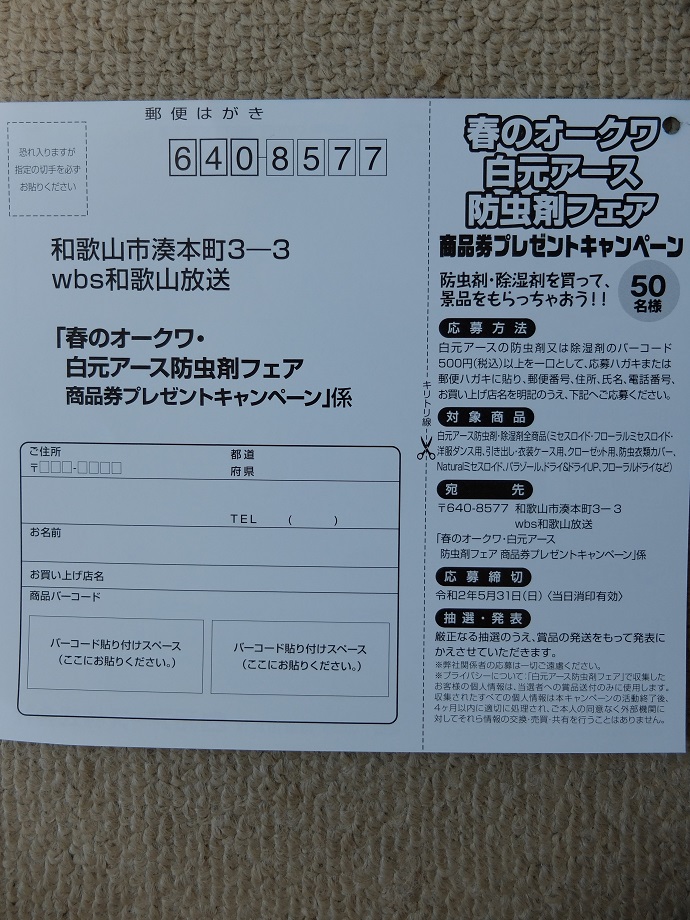 郵便はがき
恐れ入りますが
指定の切手を必ず
お貼りください
640-8577
和歌山市湊本町3―3
wbs和歌山放送
「春のオークワ・
白元アース防虫剤フェア
商品券プレゼントキャンペーン」係
ご住所
〒□□□-□□□□
都道
府県
TEL ( )
お名前
お買い上げ店名
商品バーコード
バーコード貼り付けスペース
(ここにお貼りください。)
バーコード貼り付けスペース
(ここにお貼りください。)
キリトリ線
春のオークワ
白元アース
防虫剤フェア
商品券プレゼントキャンペーン
防虫剤・除湿剤を買って、
景品をもらっちゃおう!!
50
名様
応募方法
白元アースの防虫剤又は除湿剤のバーコード
500円(税込)以上を一口として、応募ハガキまたは
郵便ハガキに貼り、郵便番号、住所、氏名、電話番号、
お買い上げ店名を明記のうえ、下記へご応募ください。
対象商品
白元アース防虫剤・除湿剤全商品(ミセスロイド・フローラルミセスロイド・
洋服ダンス用、引き出し・衣装ケース用、クローゼット用、防虫衣類カバー、
Naturalミセスロイド、パラゾール、ドライ&ドライUP、フローラルドライなど)
宛先
〒640-8577 和歌山市湊本町3―3
wbs和歌山放送
「春のオークワ・白元アース
防虫剤フェア 商品券プレゼントキャンペーン」係
応募締切
令和2年5月31日(日)〈当日消印有効〉
抽選・発表
厳正なる抽選のうえ、賞品の発送をもって発表に
かえさせていただきます。
※弊社関係者の応募は一切ご遠慮ください。
※プライバシーについて:「白元アース防虫剤フェア」で収集した
お客様の個人情報は、当選者への賞品送付のみに使用します。
収集されたすべての個人情報は本キャンペーンの活動終了後、
4ヶ月以内に適切に処理され、ご本人の同意なく外部機関に
対してそれら情報の交換・売買・共有を行うことはありません。